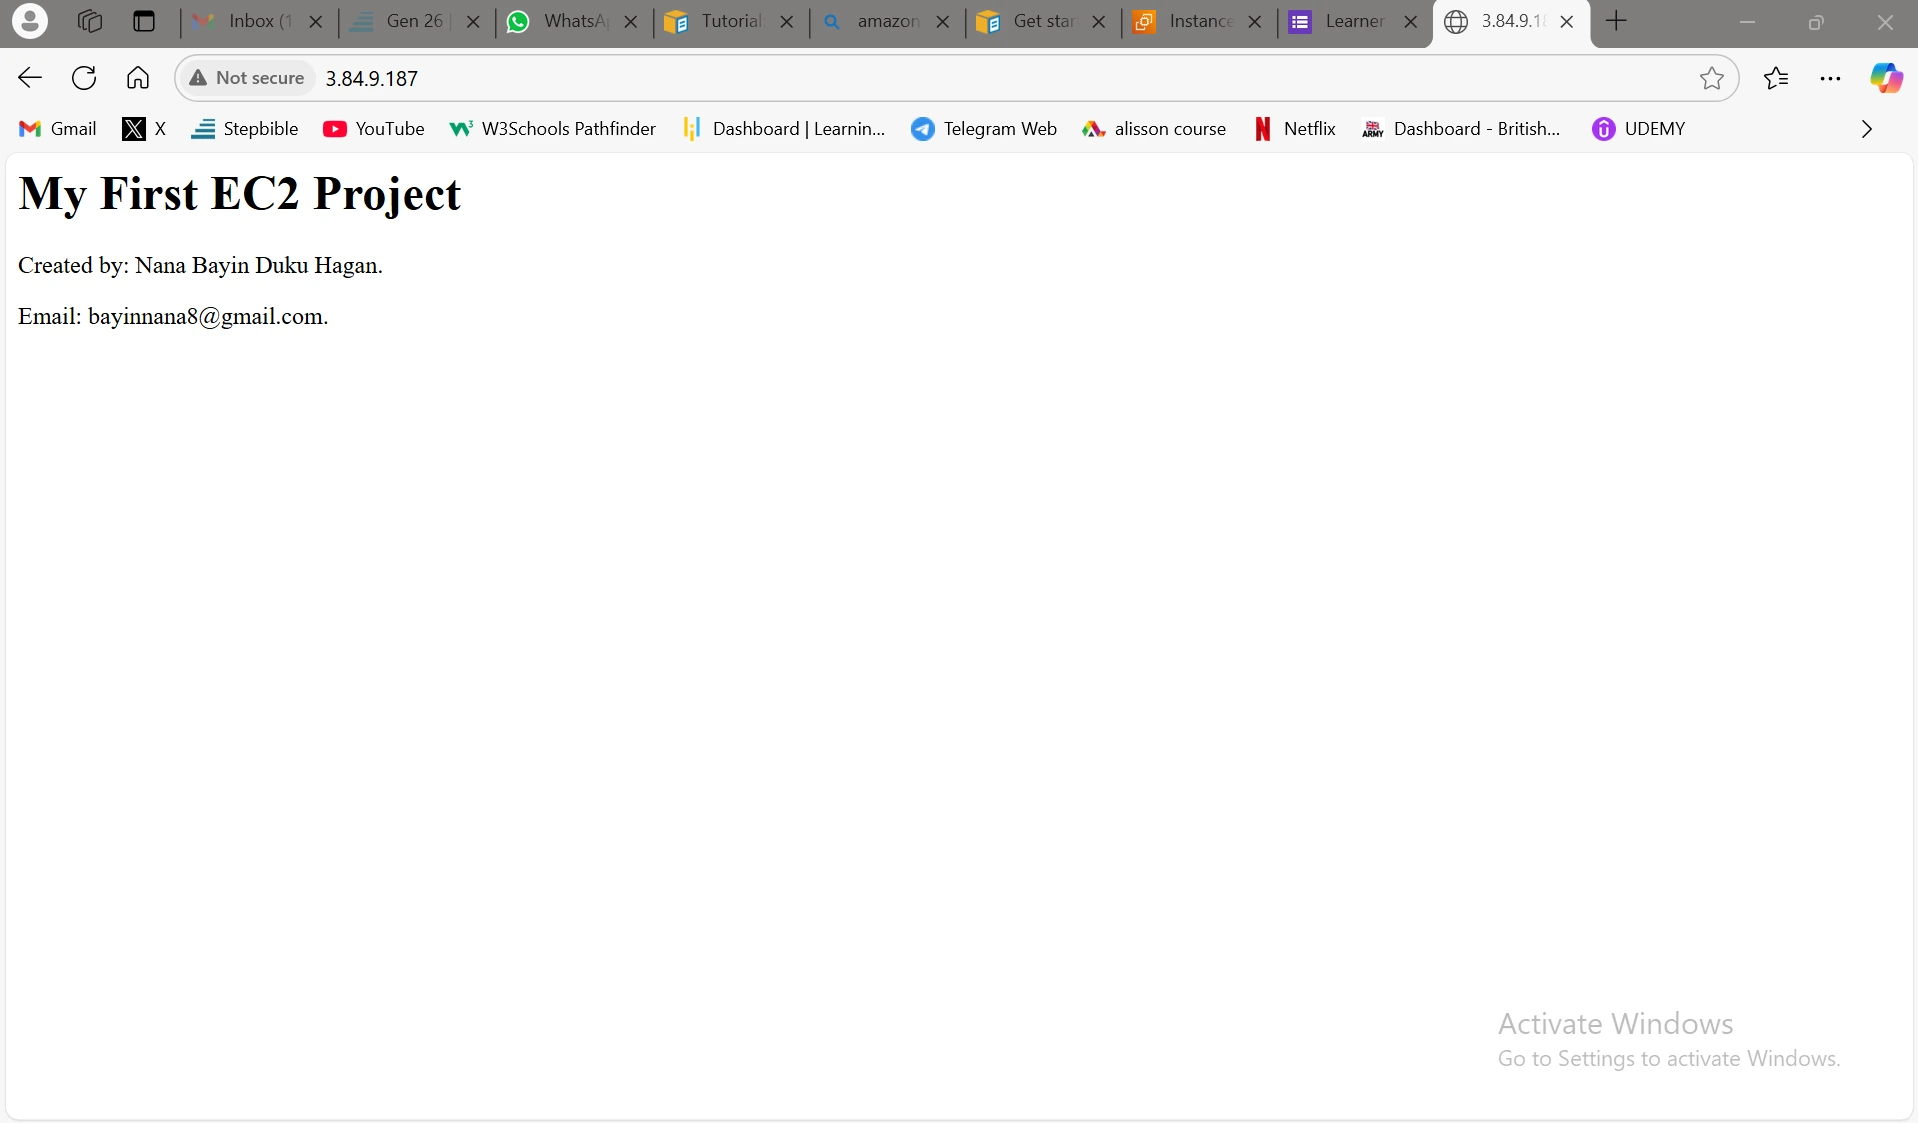 Inbox (1
Gen 26
WhatsA
Tutorial:
amazon
Get star
Instance
Learner
3.84.9.18
Not secure
3.84.9.187
Gmail
X
Stepbible
YouTube
W3Schools Pathfinder
Dashboard | Learnin...
Telegram Web
alisson course
Netflix
ARMY
Dashboard - British...
UDEMY
My First EC2 Project
Created by: Nana Bayin Duku Hagan.
Email: bayinnana8@gmail.com.
Activate Windows
Go to Settings to activate Windows.